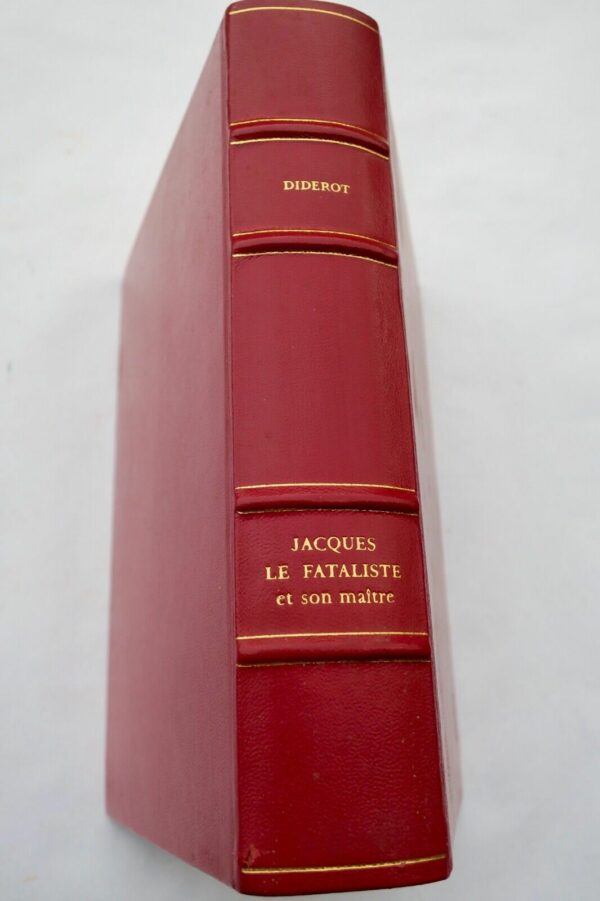 DIDEROT
JACQUES
LE FATALISTE
et son maître